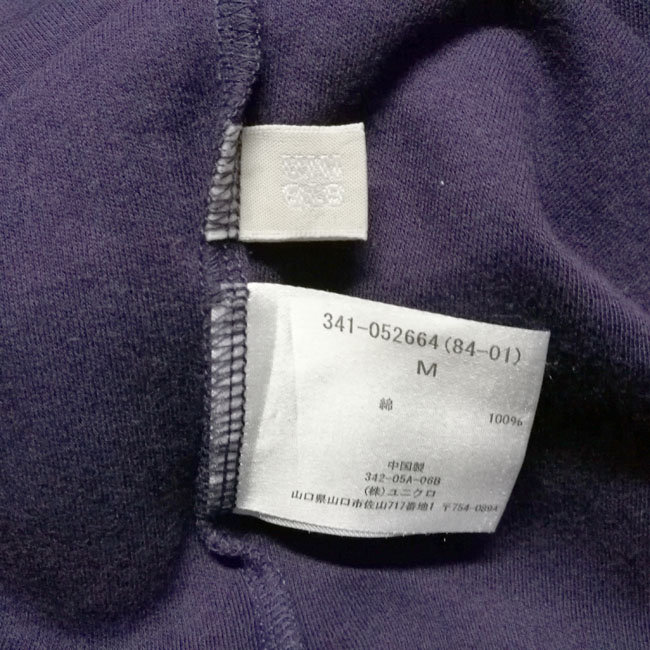 341-052664(84-01)
M
綿 100%
中国製
342-05A-06B
(株)ユニクロ
山口県山口市佐山717番地1 〒754-0894